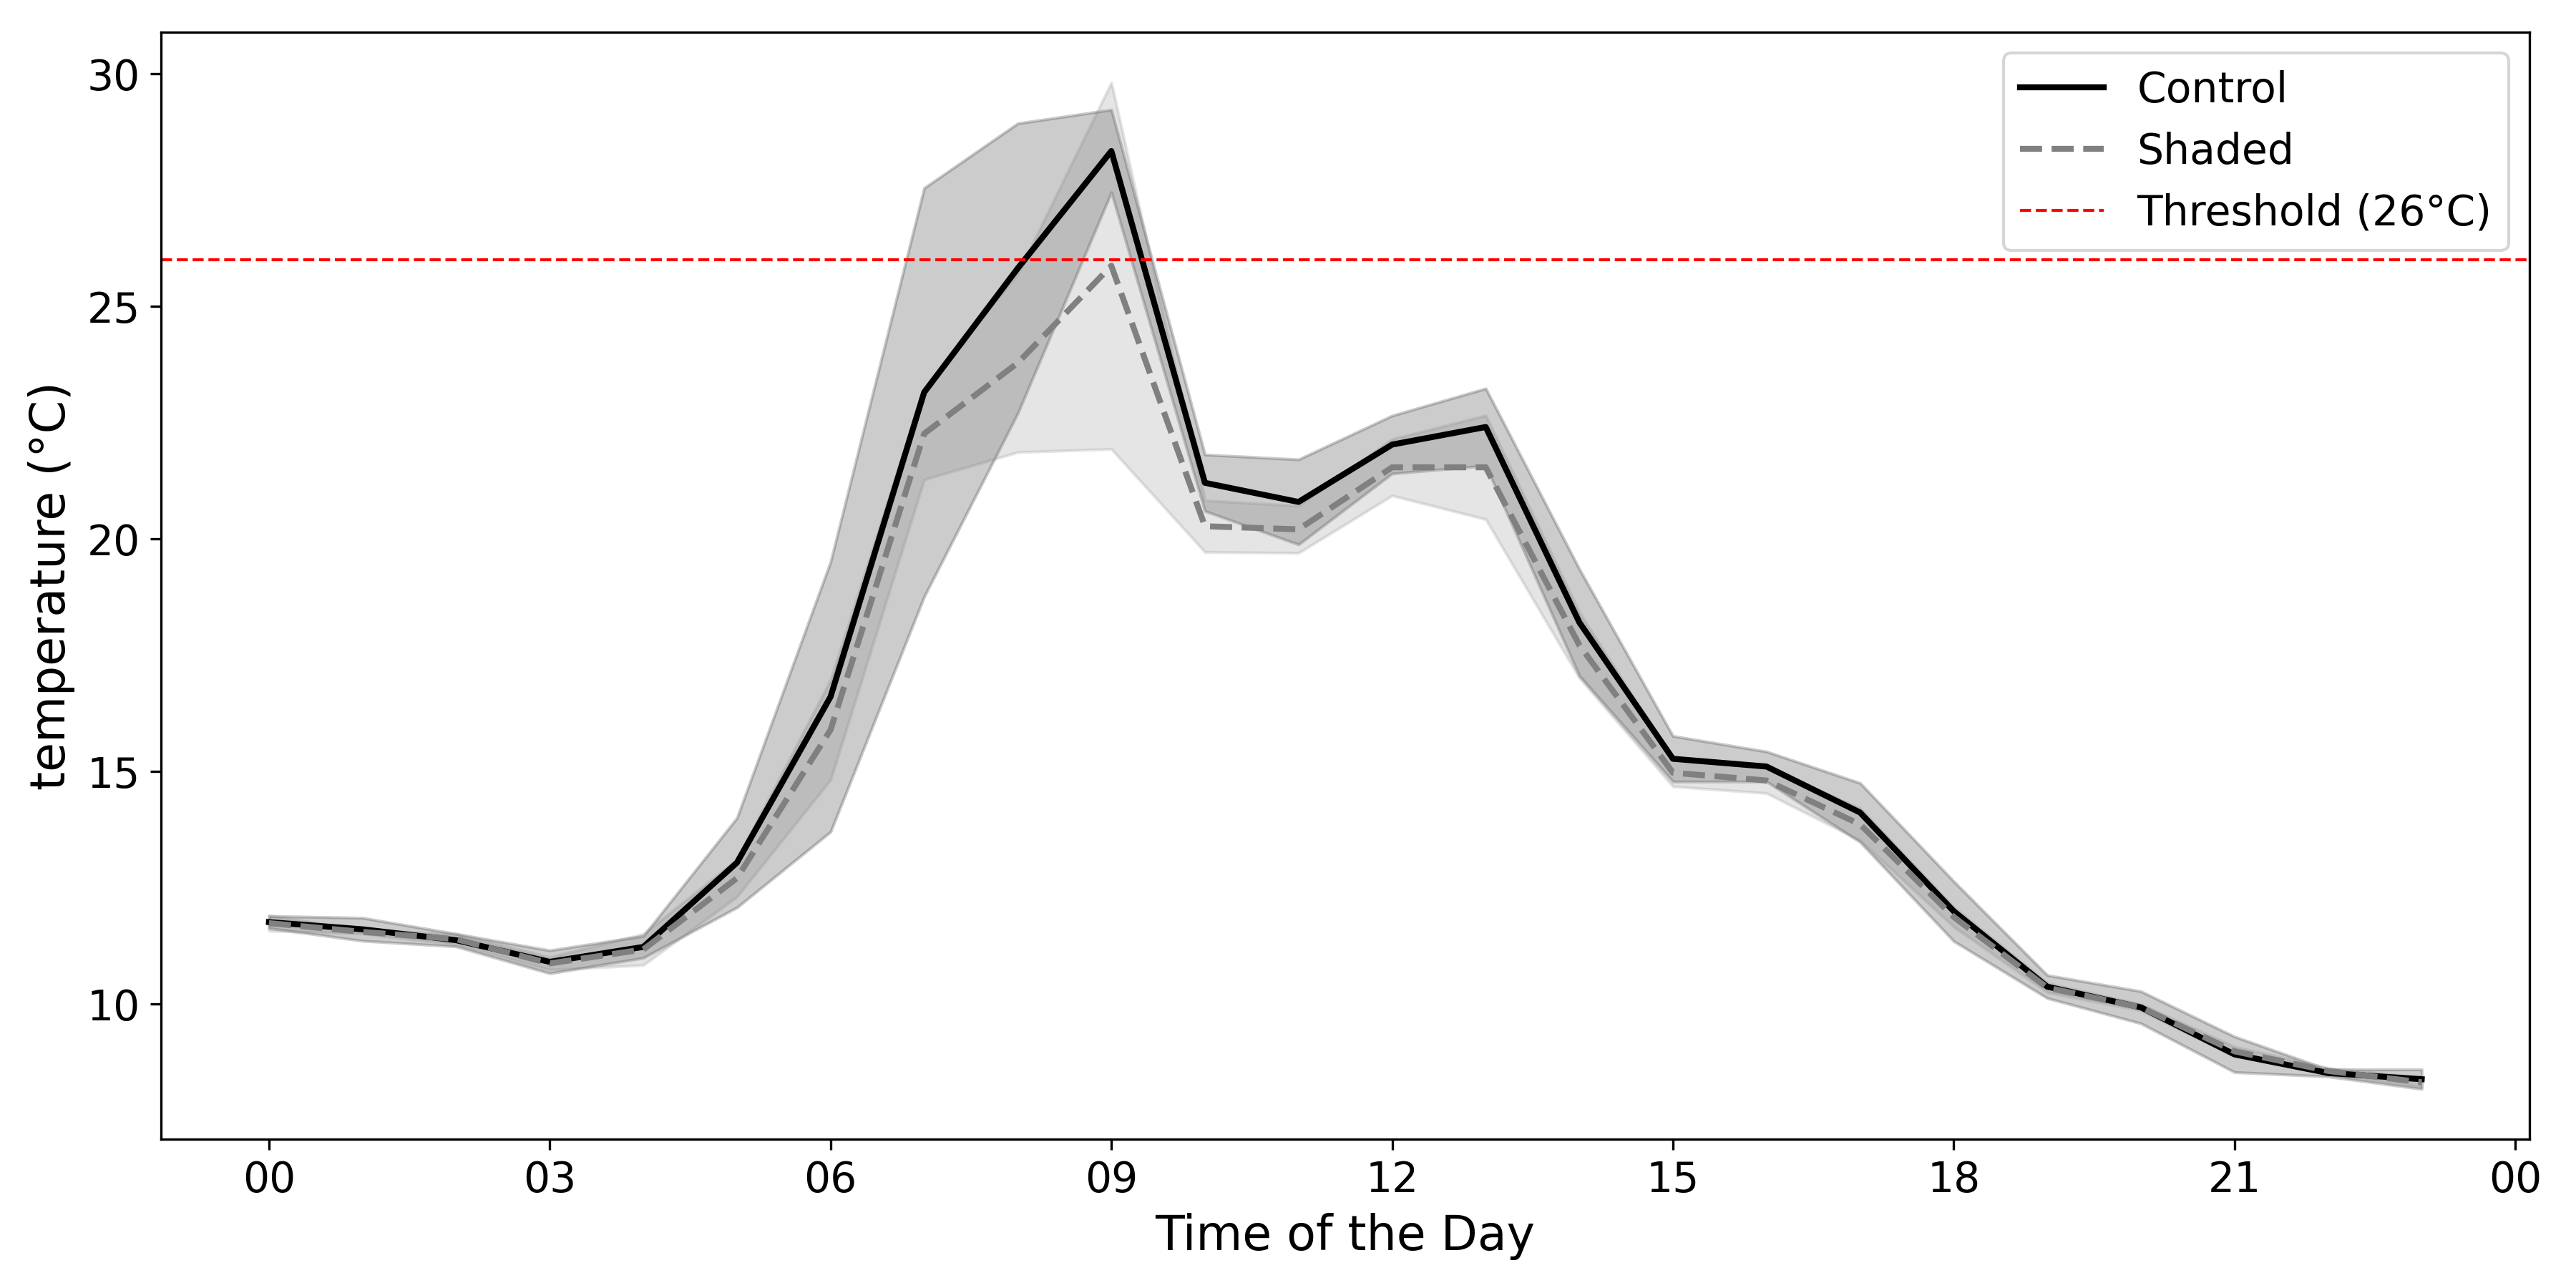 30
25
20
15
10
temperature (°C)
Control
Shaded
Threshold (26°C)
00 03 06 09 12 15 18 21 00
Time of the Day